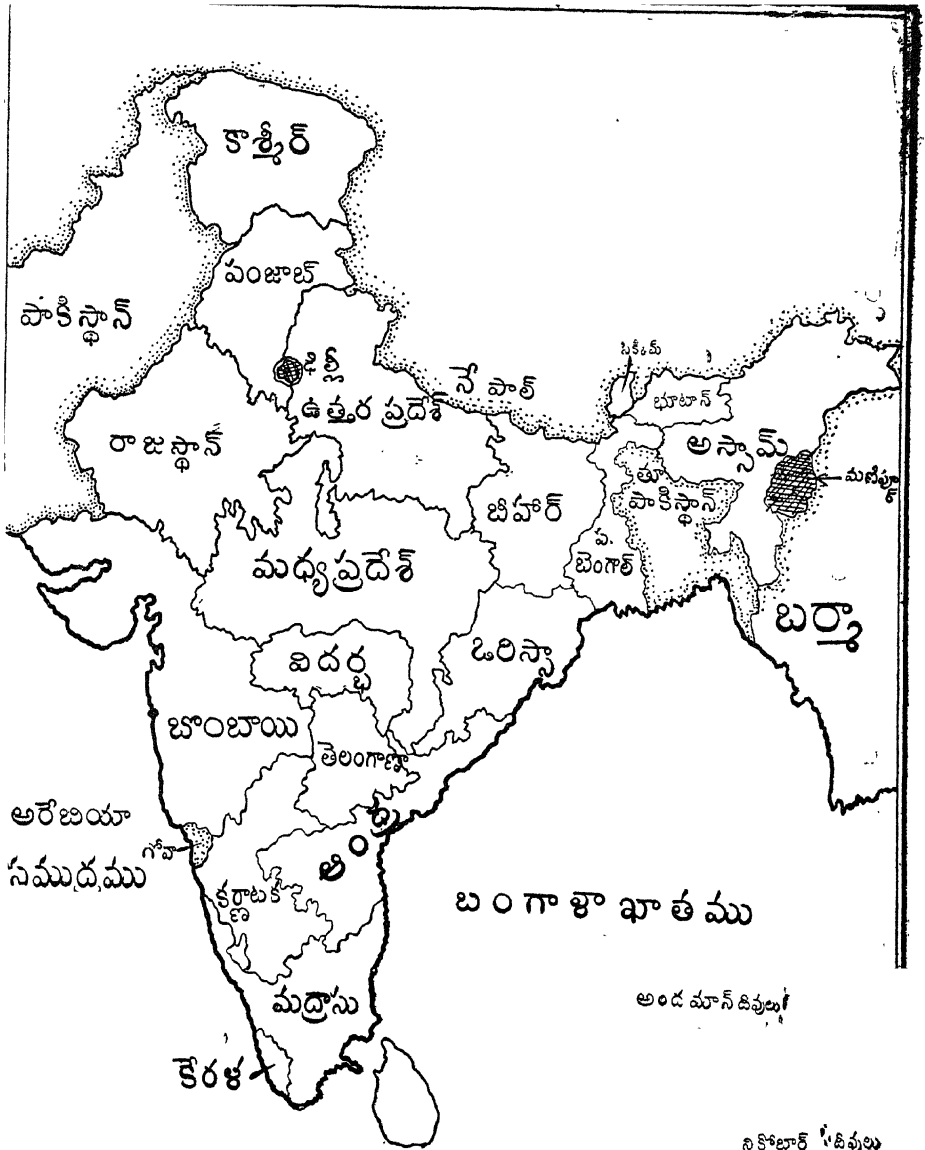 కాశ్మీర్
పంజాబ్
పాకిస్థాన్
ఢిల్లీ
సిక్కీమ్
నేపాల్
భూటాన్
ఉత్తర ప్రదేశ్
రాజస్థాన్
అస్సామ్
మణిపూర్
తూ
పాకిస్థాన్
బీహార్
ప.
బెంగాల్
మధ్యప్రదేశ్
బర్మా
ఒరిస్సా
విదర్భ
బొంబాయి
తెలంగాణా
అరేబియా
సముద్రము
గోవా
ఆంధ్ర
కర్ణాటక
బంగాళాఖాతము
మద్రాసు
అండమాన్ దీవులు
కేరళ
నికోబార్ దీవులు